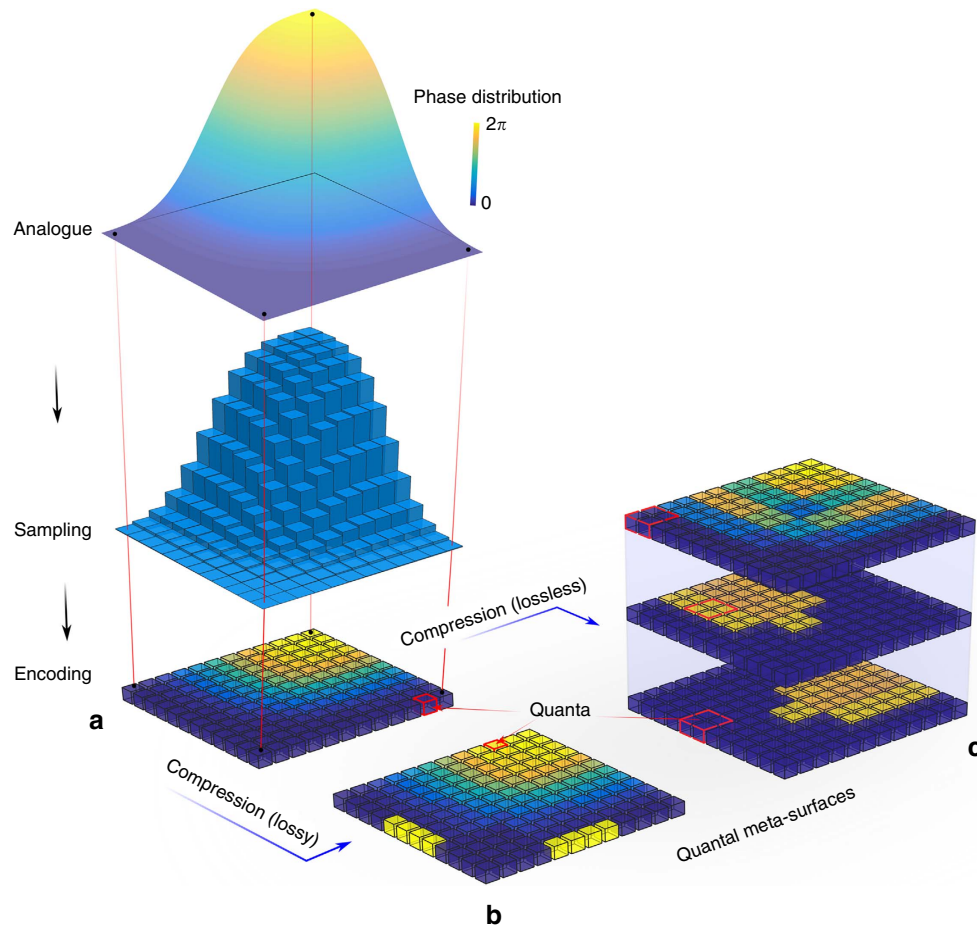 Phase distribution
2π
0
Analogue
Sampling
Compression (lossless)
Encoding
a
Quanta
c
Compression (lossy)
Quantal meta-surfaces
b